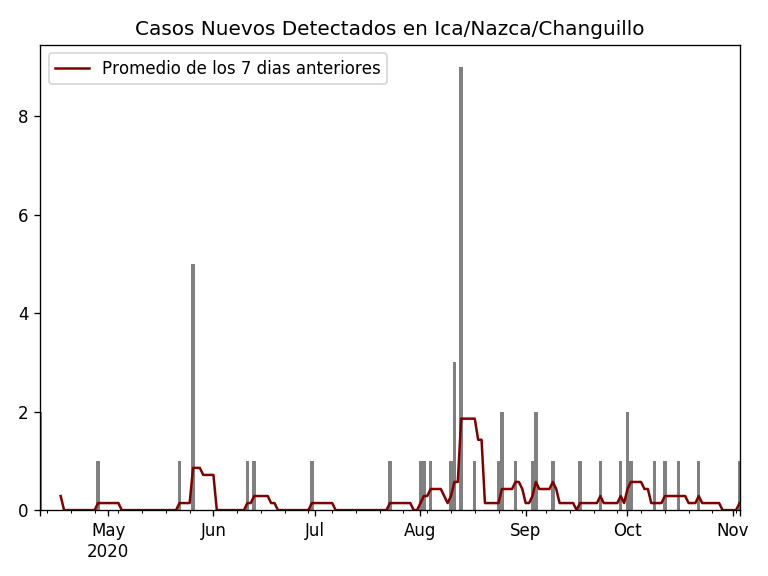 Casos Nuevos Detectados en Ica/Nazca/Changuillo
Promedio de los 7 dias anteriores
8
6
4
2
0
May Jun Jul Aug Sep Oct Nov
2020